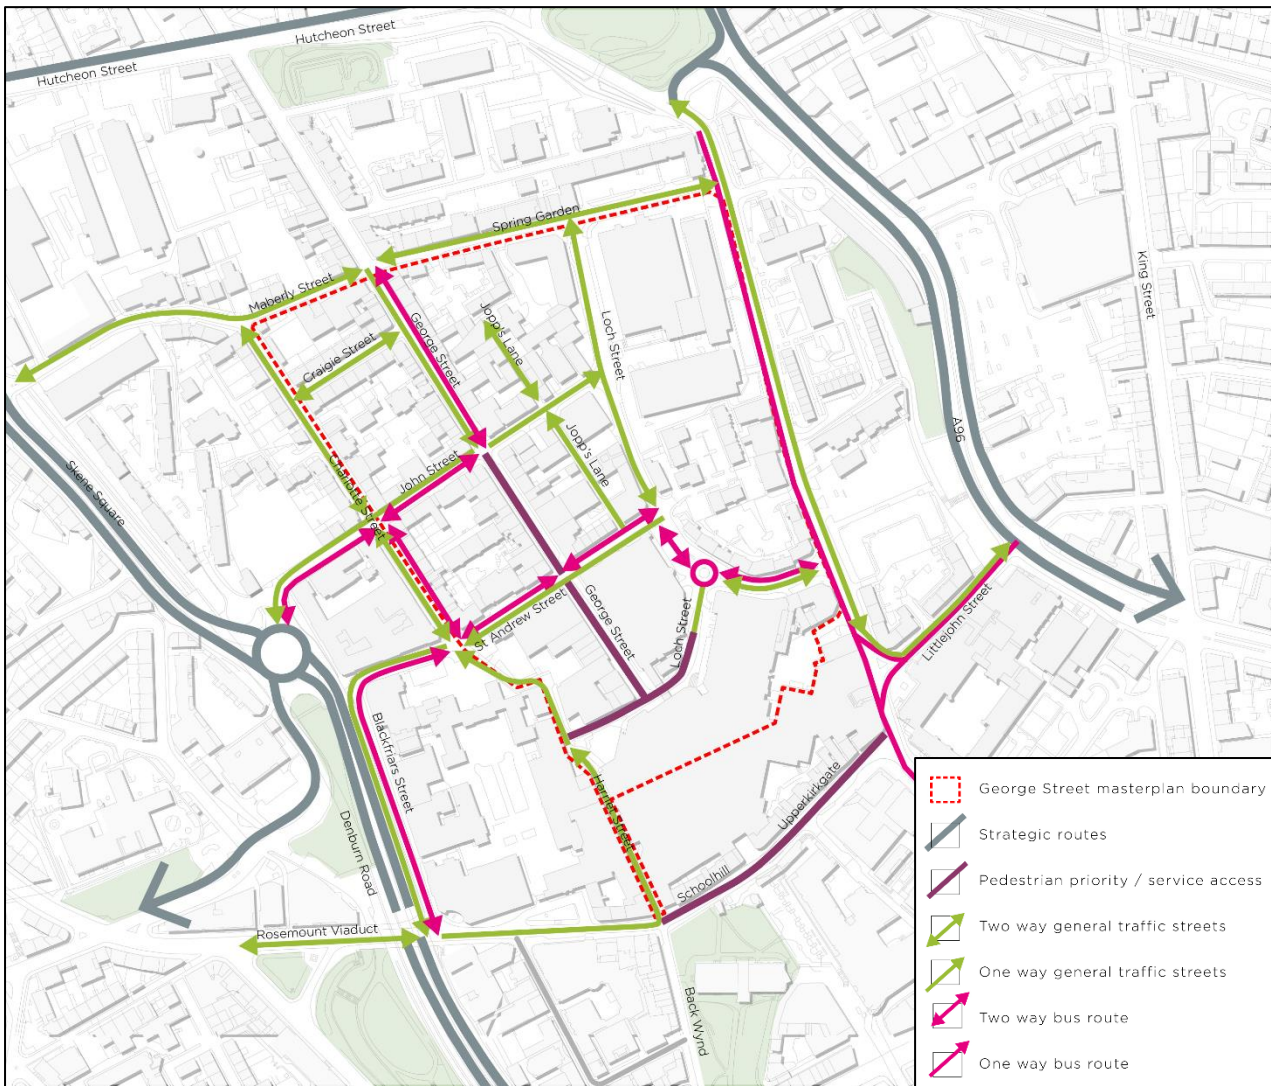 Hutcheon Street
Hutcheon Street
Spring Garden
King Street
Maberly Street
George Street
Jopp's Lane
Loch Street
Craigie Street
A96
John Street
Jopp's Lane
Skene Square
Charlotte Street
St Andrew Street
George Street
Loch Street
Littlejohn Street
Blackfriars Street
Harriet Street
Upperkirkgate
Denburn Road
Schoolhill
Rosemount Viaduct
Back Wynd
George Street masterplan boundary
Strategic routes
Pedestrian priority / service access
Two way general traffic streets
One way general traffic streets
Two way bus route
One way bus route